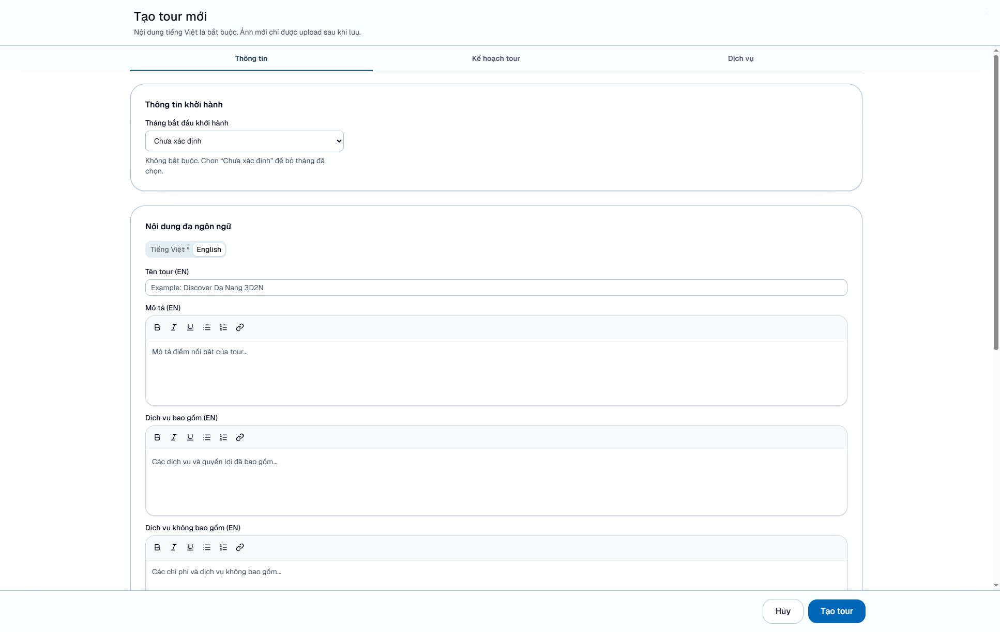 Tạo tour mới
Nội dung tiếng Việt là bắt buộc. Ảnh mới chỉ được upload sau khi lưu.
Thông tin
Kế hoạch tour
Dịch vụ
Thông tin khởi hành
Tháng bắt đầu khởi hành
Chưa xác định
Không bắt buộc. Chọn “Chưa xác định” để bỏ tháng đã
chọn.
Nội dung đa ngôn ngữ
Tiếng Việt * English
Tên tour (EN)
Example: Discover Da Nang 3D2N
Mô tả (EN)
Mô tả điểm nổi bật của tour...
Dịch vụ bao gồm (EN)
Các dịch vụ và quyền lợi đã bao gồm...
Dịch vụ không bao gồm (EN)
Các chi phí và dịch vụ không bao gồm...
Hủy
Tạo tour